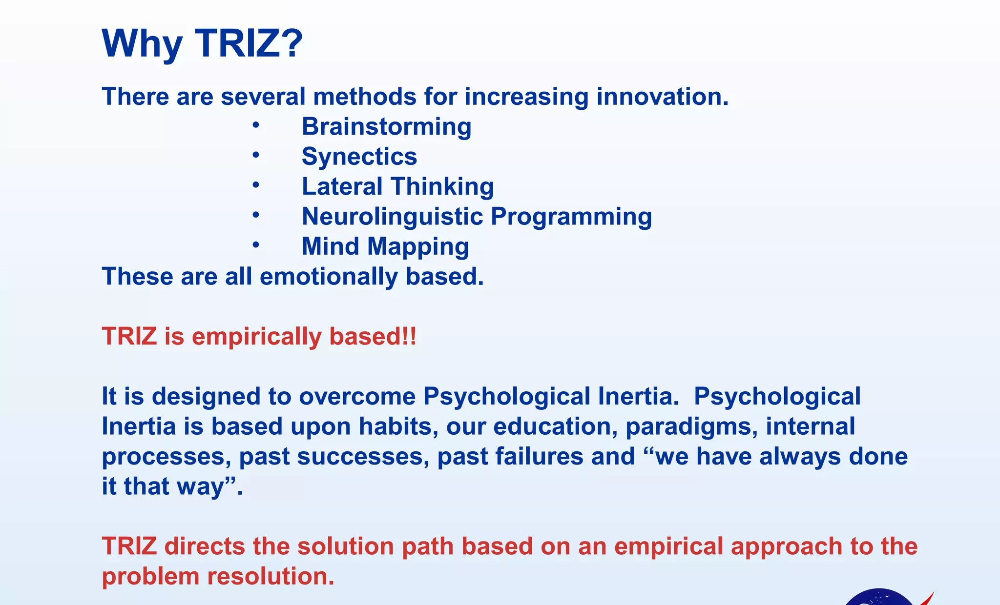 Why TRIZ?
There are several methods for increasing innovation.
• Brainstorming
• Synectics
• Lateral Thinking
• Neurolinguistic Programming
• Mind Mapping
These are all emotionally based.
TRIZ is empirically based!!
It is designed to overcome Psychological Inertia.  Psychological
Inertia is based upon habits, our education, paradigms, internal
processes, past successes, past failures and “we have always done
it that way”.
TRIZ directs the solution path based on an empirical approach to the
problem resolution.